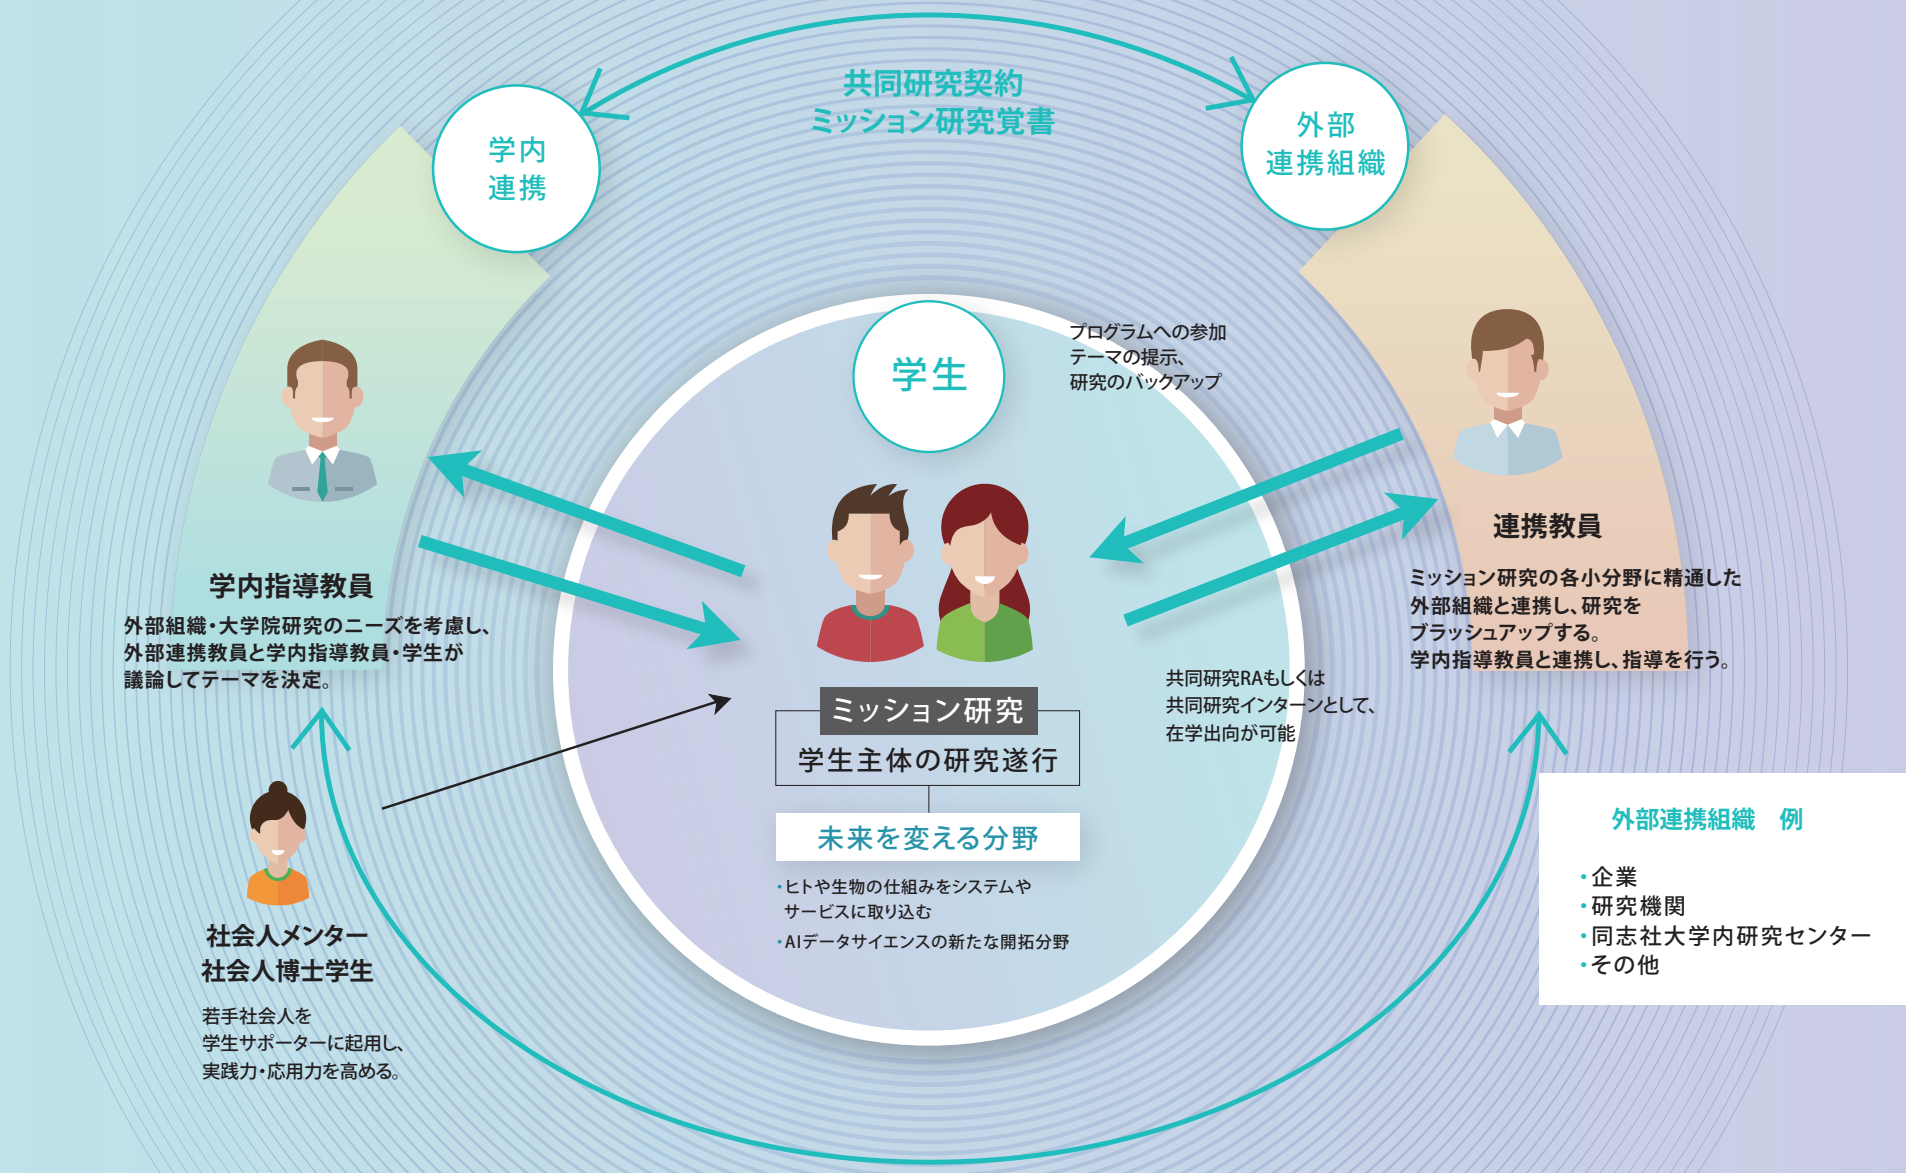 共同研究契約
ミッション研究覚書
学内
連携
外部
連携組織
学生
プログラムへの参加
テーマの提示、
研究のバックアップ
学内指導教員
外部組織・大学院研究のニーズを考慮し、
外部連携教員と学内指導教員・学生が
議論してテーマを決定。
連携教員
ミッション研究の各小分野に精通した
外部組織と連携し、研究を
ブラッシュアップする。
学内指導教員と連携し、指導を行う。
共同研究RAもしくは
共同研究インターンとして、
在学出向が可能
ミッション研究
学生主体の研究遂行
未来を変える分野
・ヒトや生物の仕組みをシステムや
サービスに取り込む
・AIデータサイエンスの新たな開拓分野
社会人メンター
社会人博士学生
若手社会人を
学生サポーターに起用し、
実践力・応用力を高める。
外部連携組織　例
・企業
・研究機関
・同志社大学内研究センター
・その他